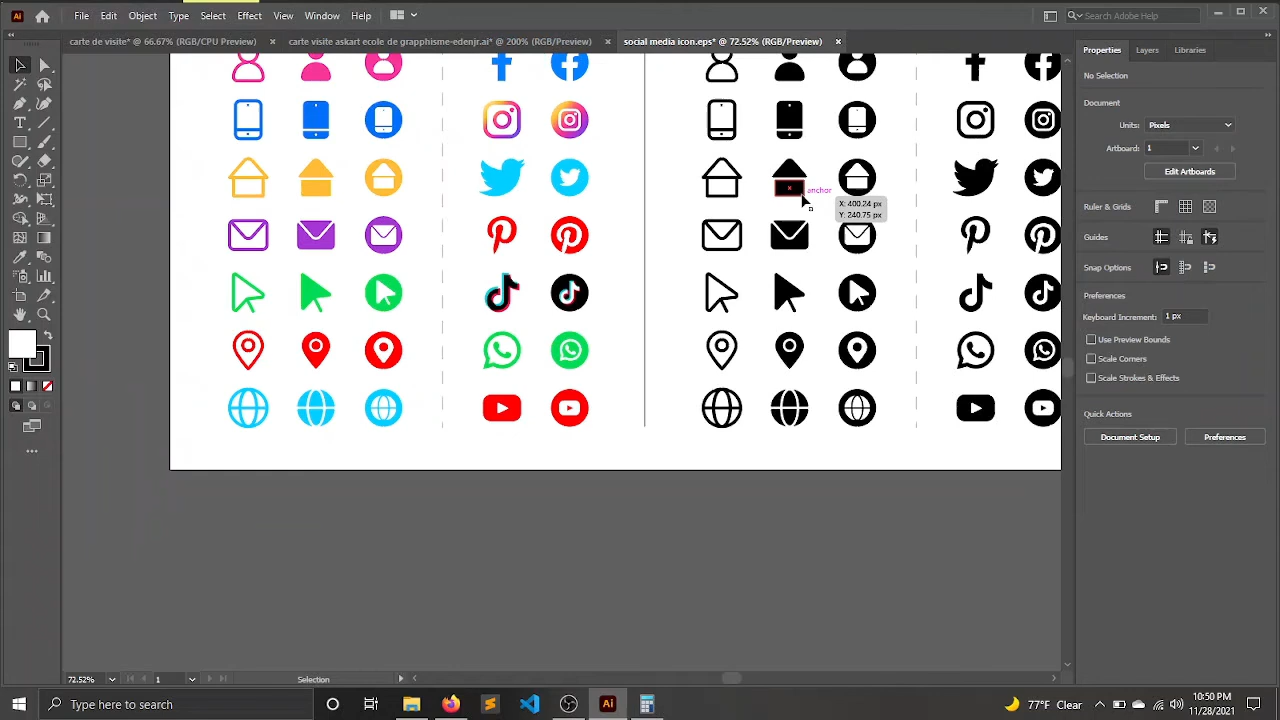 Ai
File Edit Object Type Select Effect View Window Help
Search Adobe Help
carte de visite* @ 66.67% (RGB/CPU Preview)
carte visite askart ecole de grapphisme-edenjr.ai* @ 200% (RGB/Preview)
social media icon.eps* @ 72.52% (RGB/Preview)
Properties Layers Libraries
No Selection
Document
Units: Pixels
Artboard: 1
Edit Artboards
Ruler & Grids
Guides
Snap Options
Preferences
Keyboard Increment: 1 px
Use Preview Bounds
Scale Corners
Scale Strokes & Effects
Quick Actions
Document Setup Preferences
anchor
X: 400.24 px
Y: 240.75 px
72.52% 1 Selection
Type here to search
Ai
77°F Clear
10:50 PM
11/28/2021